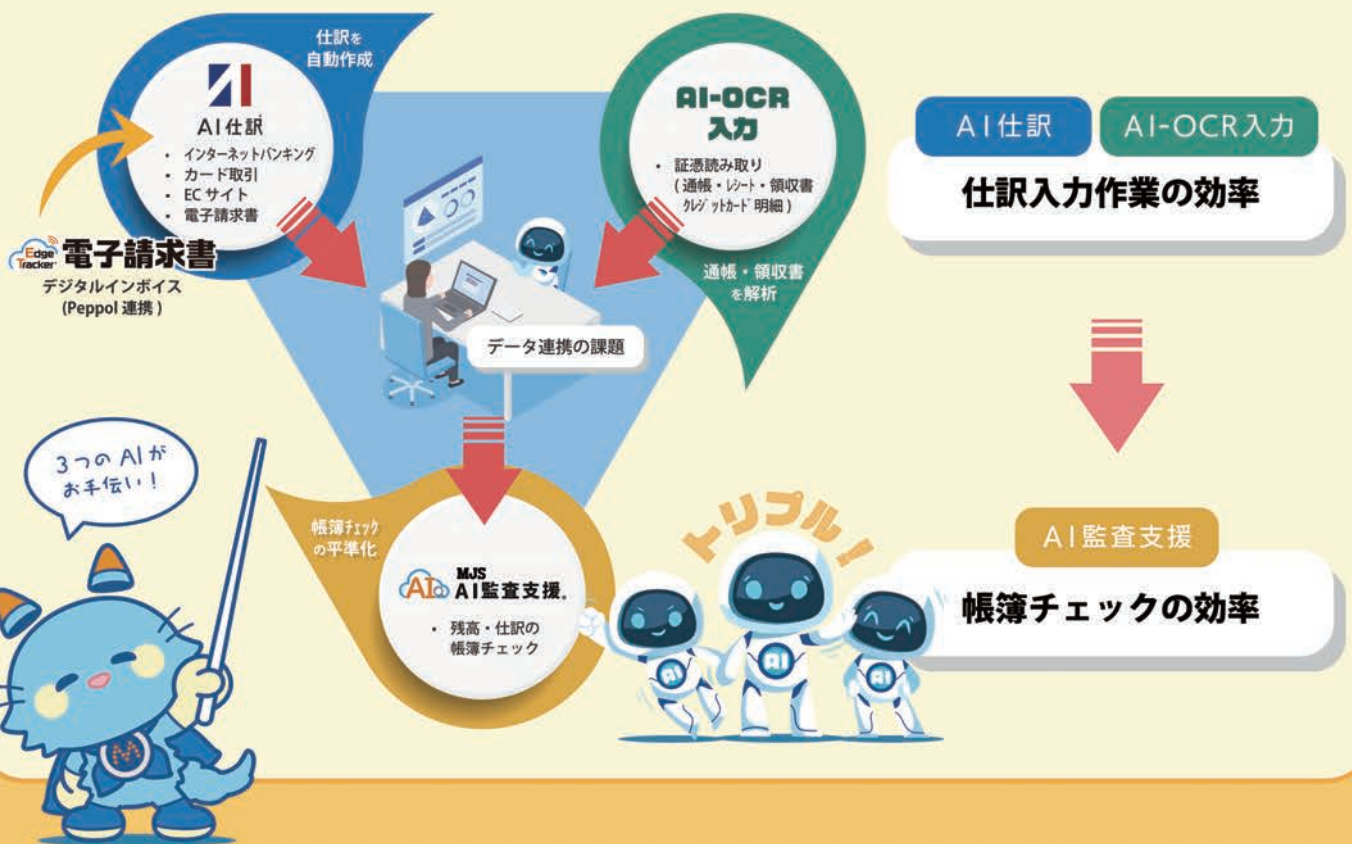 仕訳を
自動作成
AI仕訳
・ インターネットバンキング
・ カード取引
・ ECサイト
・ 電子請求書
Edge Tracker 電子請求書
デジタルインボイス
(Peppol 連携)
AI-OCR
入力
・ 証憑読み取り
(通帳・レシート・領収書
クレジットカード明細)
通帳・領収書
を解析
データ連携の課題
AI仕訳
AI-OCR入力
仕訳入力作業の効率
3つのAIが
お手伝い!
帳簿チェック
の平準化
AI
MJS
AI監査支援®
・ 残高・仕訳の
帳簿チェック
トリプル!
AI
AI
AI
M
AI監査支援
帳簿チェックの効率